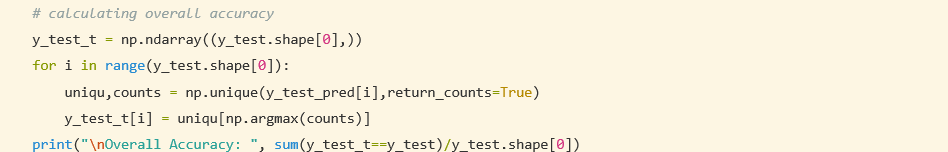 # calculating overall accuracy
y_test_t = np.ndarray((y_test.shape[0],))
for i in range(y_test.shape[0]):
    uniqu,counts = np.unique(y_test_pred[i],return_counts=True)
    y_test_t[i] = uniqu[np.argmax(counts)]
print("\nOverall Accuracy: ", sum(y_test_t==y_test)/y_test.shape[0])